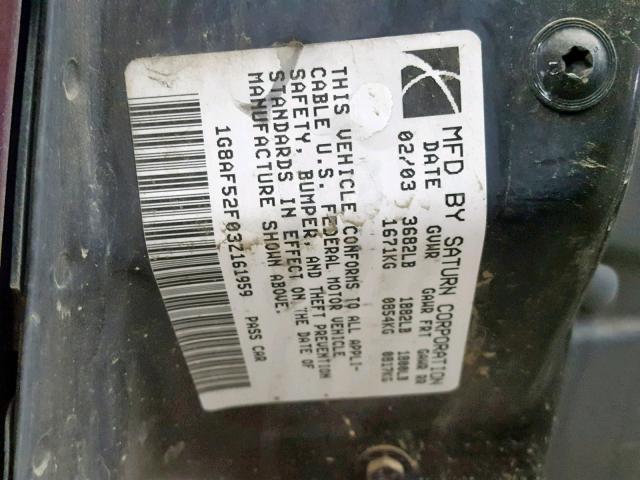 MFD BY SATURN CORPORATION
DATE GVWR GAWR FRT GAWR RR
02/03 3682LB 1882LB 1800LB
1671KG 0854KG 0817KG
THIS VEHICLE CONFORMS TO ALL APPLI-
CABLE U.S. FEDERAL MOTOR VEHICLE
SAFETY, BUMPER, AND THEFT PREVENTION
STANDARDS IN EFFECT ON THE DATE OF
MANUFACTURE SHOWN ABOVE.
1G8AF52F03Z161959 PASS CAR